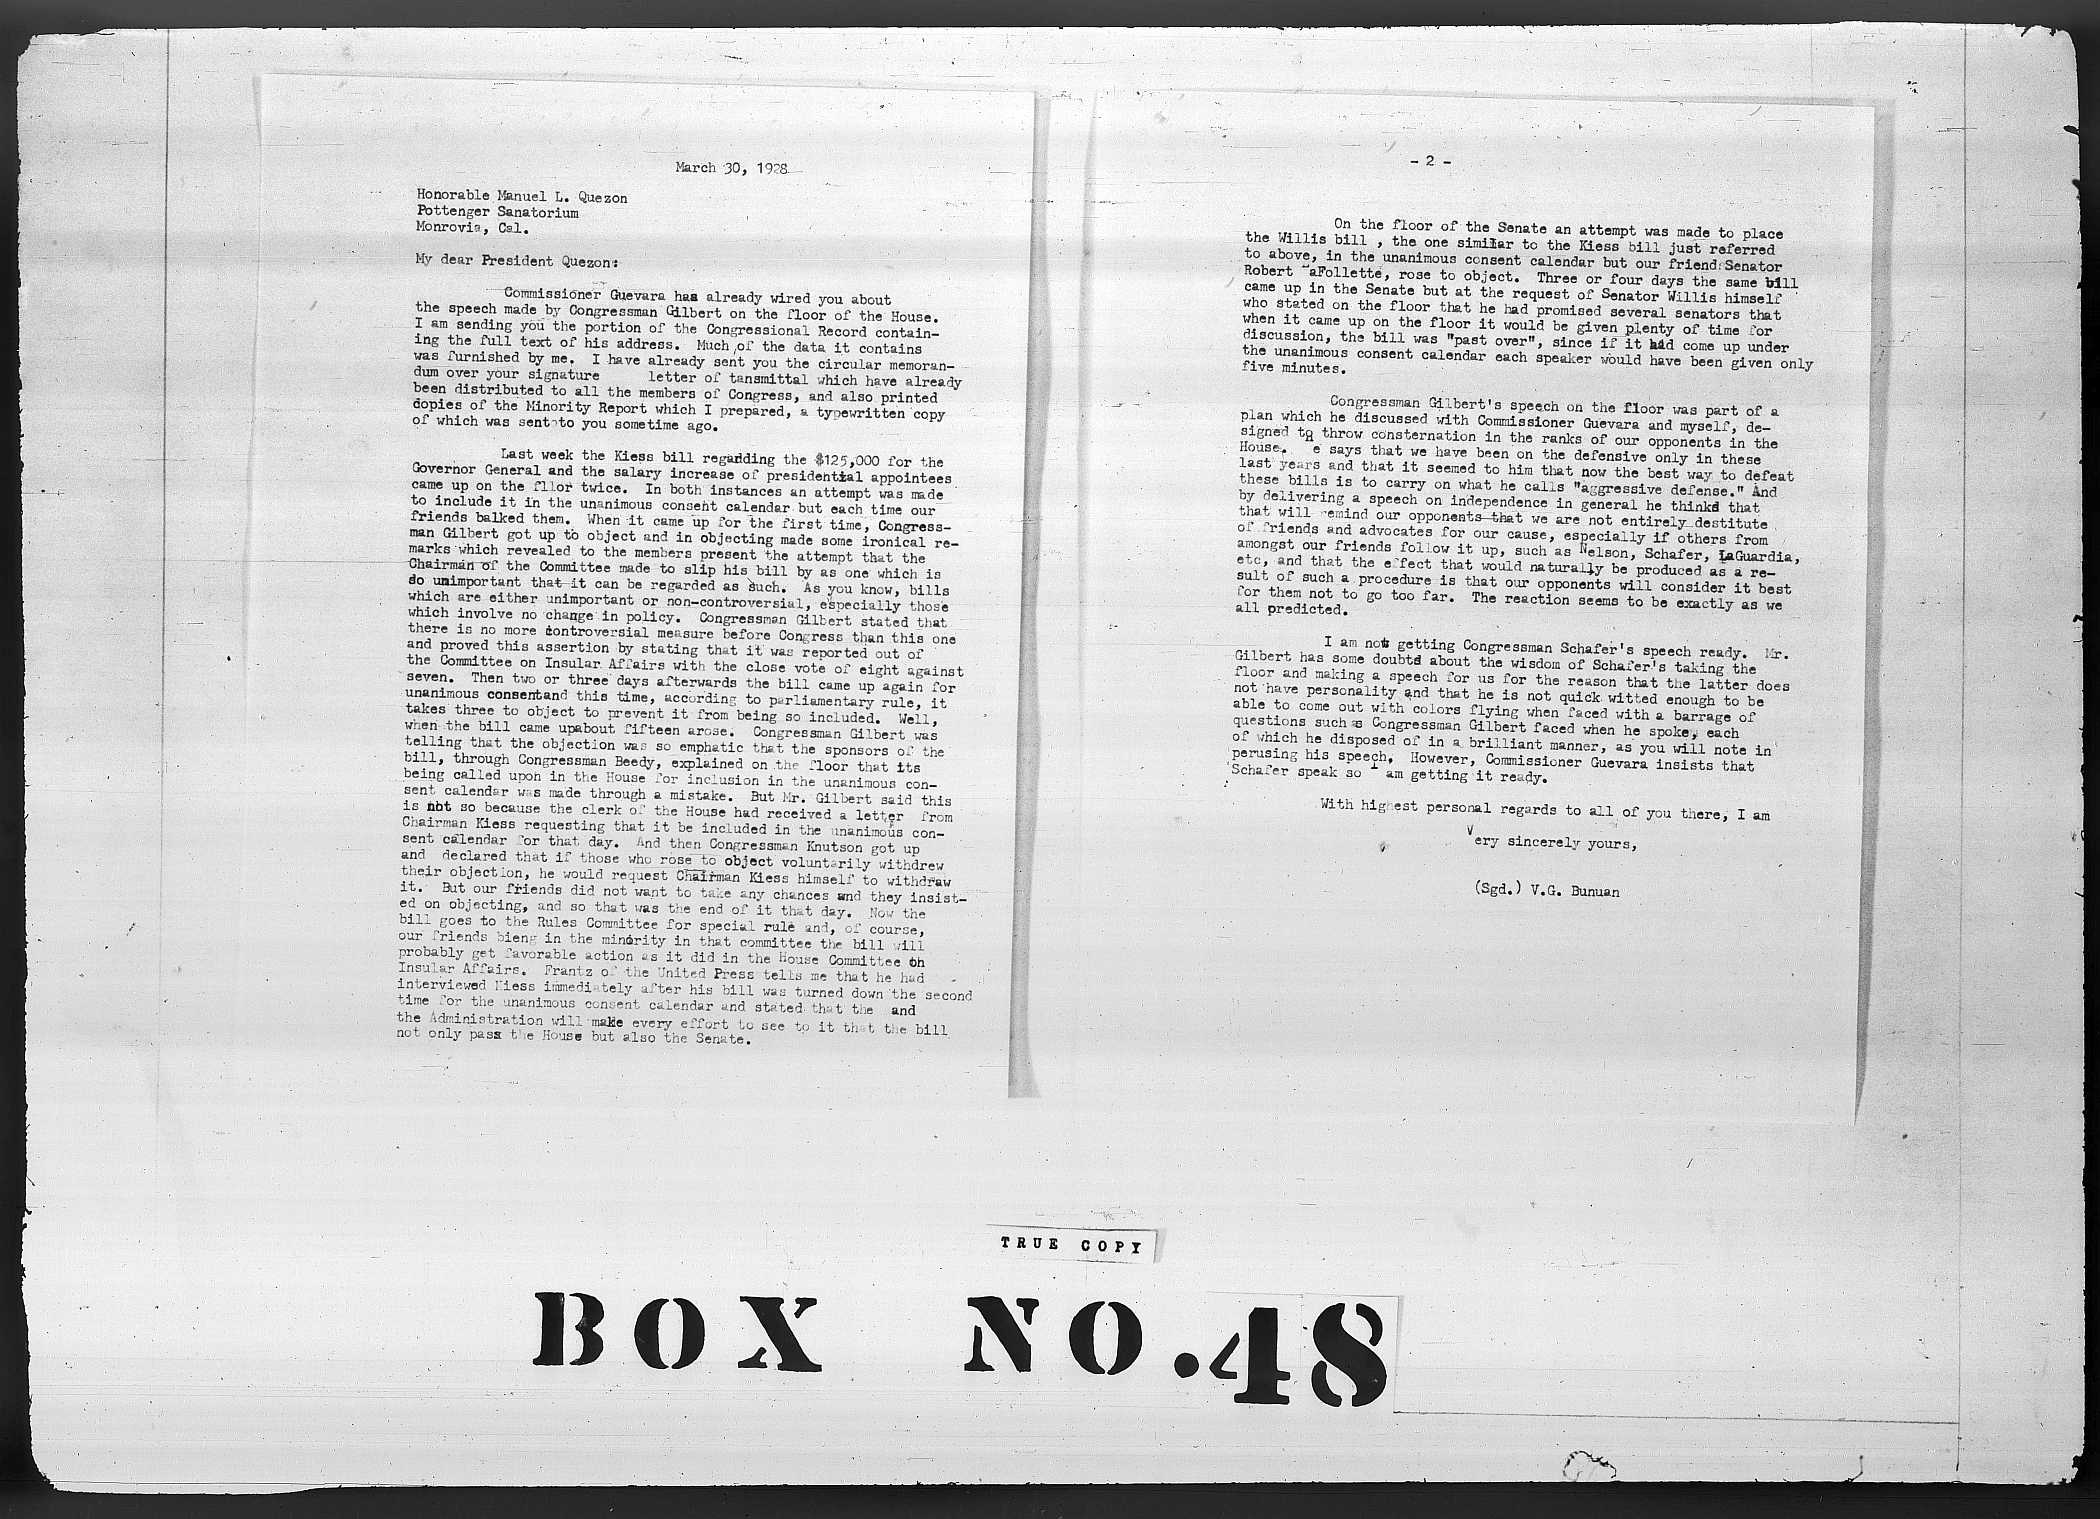 March 30, 1928
Honorable Manuel L. Quezon
Pottenger Sanatorium
Monrovia, Cal.
My dear President Quezon:
Commissioner Guevara has already wired you about
the speech made by Congressman Gilbert on the floor of the House.
I am sending you the portion of the Congressional Record contain-
ing the full text of his address. Much of the data it contains
was furnished by me. I have already sent you the circular memoran-
dum over your signature letter of tansmittal which have already
been distributed to all the members of Congress, and also printed
copies of the Minority Report which I prepared, a typewritten copy
of which was sent to you sometime ago.
Last week the Kiess bill regarding the $125,000 for the
Governor General and the salary increase of presidential appointees
came up on the fllor twice. In both instances an attempt was made
to include it in the unanimous consent calendar but each time our
friends balked them. When it came up for the first time, Congress-
man Gilbert got up to object and in objecting made some ironical re-
marks which revealed to the members present the attempt that the
Chairman of the Committee made to slip his bill by as one which is
so unimportant that it can be regarded as such. As you know, bills
which are either unimportant or non-controversial, especially those
which involve no change in policy. Congressman Gilbert stated that
there is no more controversial measure before Congress than this one
and proved this assertion by stating that it was reported out of
the Committee on Insular Affairs with the close vote of eight against
seven. Then two or three days afterwards the bill came up again for
unanimous consentand this time, according to parliamentary rule, it
takes three to object to prevent it from being so included. Well,
when the bill came upabout fifteen arose. Congressman Gilbert was
telling that the objection was so emphatic that the sponsors of the
bill, through Congressman Beedy, explained on the floor that its
being called upon in the House for inclusion in the unanimous con-
sent calendar was made through a mistake. But Mr. Gilbert said this
is not so because the clerk of the House had received a letter from
Chairman Kiess requesting that it be included in the unanimous con-
sent calendar for that day. And then Congressman Knutson got up
and declared that if those who rose to object voluntarily withdrew
their objection, he would request Chairman Kiess himself to withdraw
it. But our friends did not want to take any chances and they insist-
ed on objecting, and so that was the end of it that day. Now the
bill goes to the Rules Committee for special rule and, of course,
our friends bieng in the minority in that committee the bill will
probably get favorable action as it did in the House Committee on
Insular Affairs. Frantz of the United Press tells me that he had
interviewed Kiess immediately after his bill was turned down the second
time for the unanimous consent calendar and stated that the and
the Administration will make every effort to see to it that the bill
not only pass the House but also the Senate.
- 2 -
On the floor of the Senate an attempt was made to place
the Willis bill , the one similar to the Kiess bill just referred
to above, in the unanimous consent calendar but our friend Senator
Robert aFollette, rose to object. Three or four days the same bill
came up in the Senate but at the request of Senator Willis himself
who stated on the floor that he had promised several senators that
when it came up on the floor it would be given plenty of time for
discussion, the bill was "past over", since if it had come up under
the unanimous consent calendar each speaker would have been given only
five minutes.
Congressman Gilbert's speech on the floor was part of a
plan which he discussed with Commissioner Guevara and myself, de-
signed to throw consternation in the ranks of our opponents in the
House. e says that we have been on the defensive only in these
last years and that it seemed to him that now the best way to defeat
these bills is to carry on what he calls "aggressive defense." And
by delivering a speech on independence in general he thinks that
that will remind our opponents that we are not entirely destitute
of friends and advocates for our cause, especially if others from
amongst our friends follow it up, such as Nelson, Schafer, LaGuardia,
etc, and that the effect that would naturally be produced as a re-
sult of such a procedure is that our opponents will consider it best
for them not to go too far. The reaction seems to be exactly as we
all predicted.
I am now getting Congressman Schafer's speech ready. Mr.
Gilbert has some doubts about the wisdom of Schafer's taking the
floor and making a speech for us for the reason that the latter does
not have personality and that he is not quick witted enough to be
able to come out with colors flying when faced with a barrage of
questions such as Congressman Gilbert faced when he spoke, each
of which he disposed of in a brilliant manner, as you will note in
perusing his speech. However, Commissioner Guevara insists that
Schafer speak so I am getting it ready.
With highest personal regards to all of you there, I am
Very sincerely yours,
(Sgd.) V.G. Bunuan
TRUE COPY
BOX NO. 48